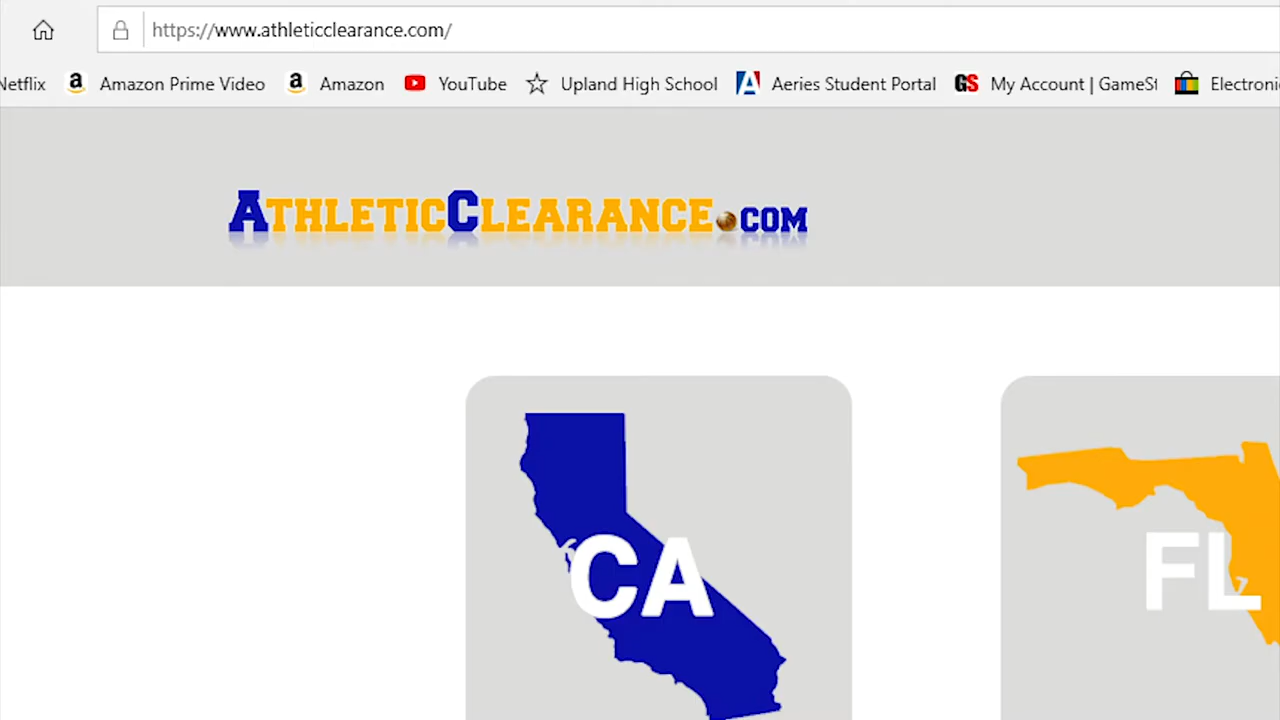 https://www.athleticclearance.com/
Netflix Amazon Prime Video Amazon YouTube Upland High School Aeries Student Portal GS My Account | GameSt Electroni
ATHLETICCLEARANCE.COM
CA FL